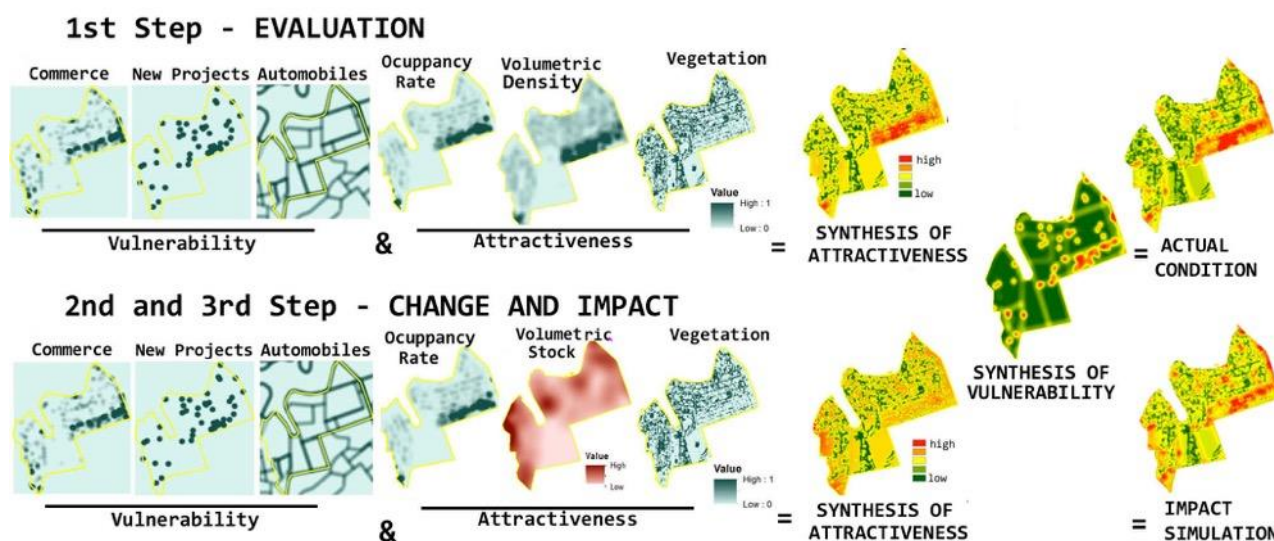 1st Step - EVALUATION
Commerce
New Projects
Automobiles
Ocuppancy
Rate
Volumetric
Density
Vegetation
Value
High : 1
Low : 0
high
low
Vulnerability
&
Attractiveness
=
SYNTHESIS OF
ATTRACTIVENESS
=
ACTUAL
CONDITION
2nd and 3rd Step - CHANGE AND IMPACT
Commerce
New Projects
Automobiles
Ocuppancy
Rate
Volumetric
Stock
Vegetation
SYNTHESIS OF
VULNERABILITY
Value
High
Low
Value
High : 1
Low : 0
high
low
Vulnerability
&
Attractiveness
=
SYNTHESIS OF
ATTRACTIVENESS
=
IMPACT
SIMULATION